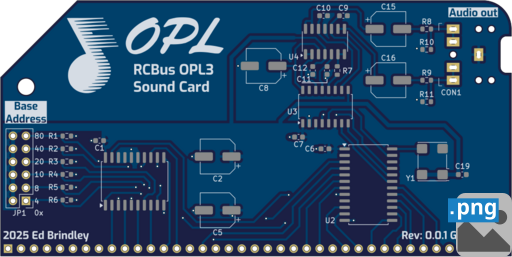 OPL
RCBus OPL3
Sound Card
Audio out
C10 C9 C15 R8
U4 R10
C16
C12 R7
C11
C8
R9
R11
CON1
U3
Base
Address
80 R1
40 R2
20 R3
10 R4
8 R5
4 R6
JP1 0x
C1
C7
C6
C2
C5
U2
Y1
C19
2025 Ed Brindley
Rev: 0.0.1 G
.png